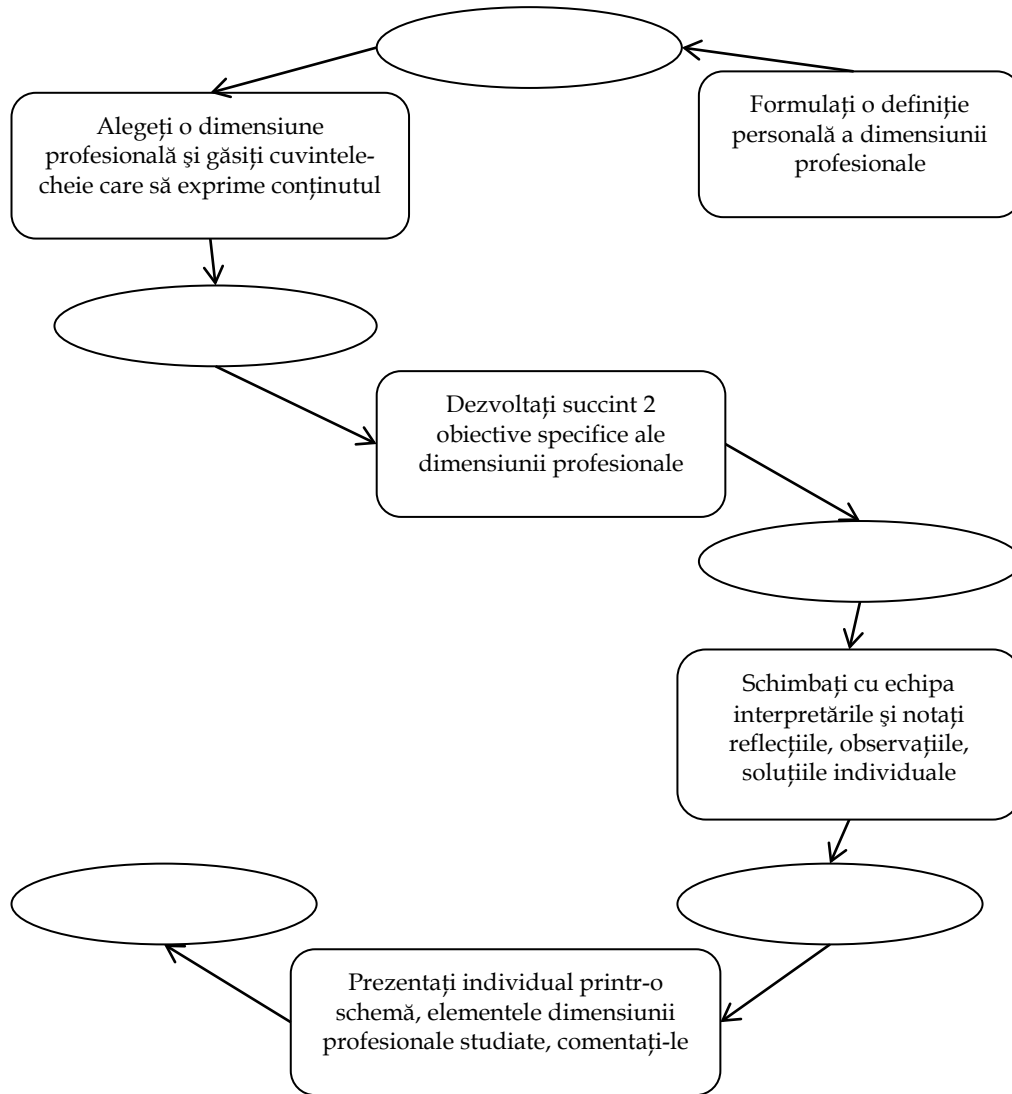 Formulați o definiție
personală a dimensiunii
profesionale
Alegeți o dimensiune
profesională şi găsiți cuvintele-
cheie care să exprime conținutul
Dezvoltați succint 2
obiective specifice ale
dimensiunii profesionale
Schimbați cu echipa
interpretările şi notați
reflecțiile, observațiile,
soluțiile individuale
Prezentați individual printr-o
schemă, elementele dimensiunii
profesionale studiate, comentați-le